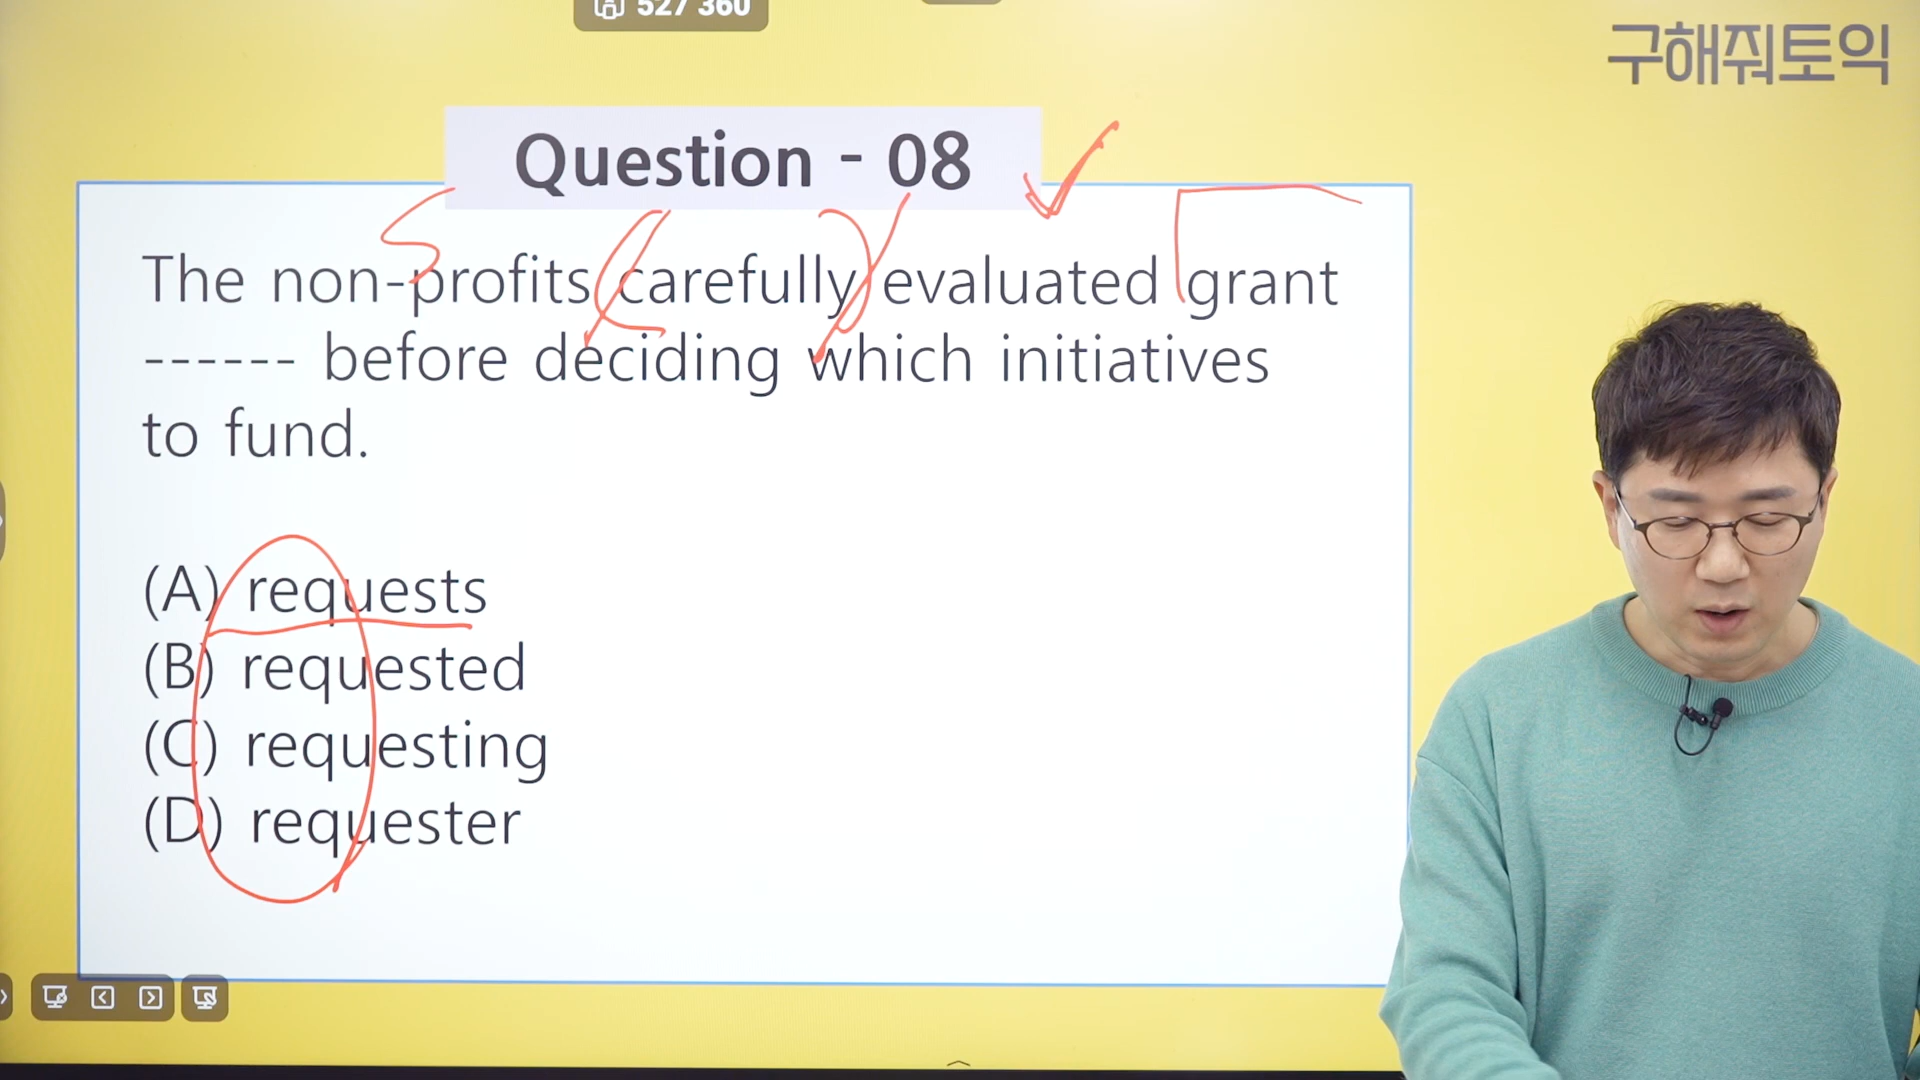 527 360
구해줘토익
Question - 08
The non-profits carefully evaluated grant
------ before deciding which initiatives
to fund.
(A) requests
(B) requested
(C) requesting
(D) requester